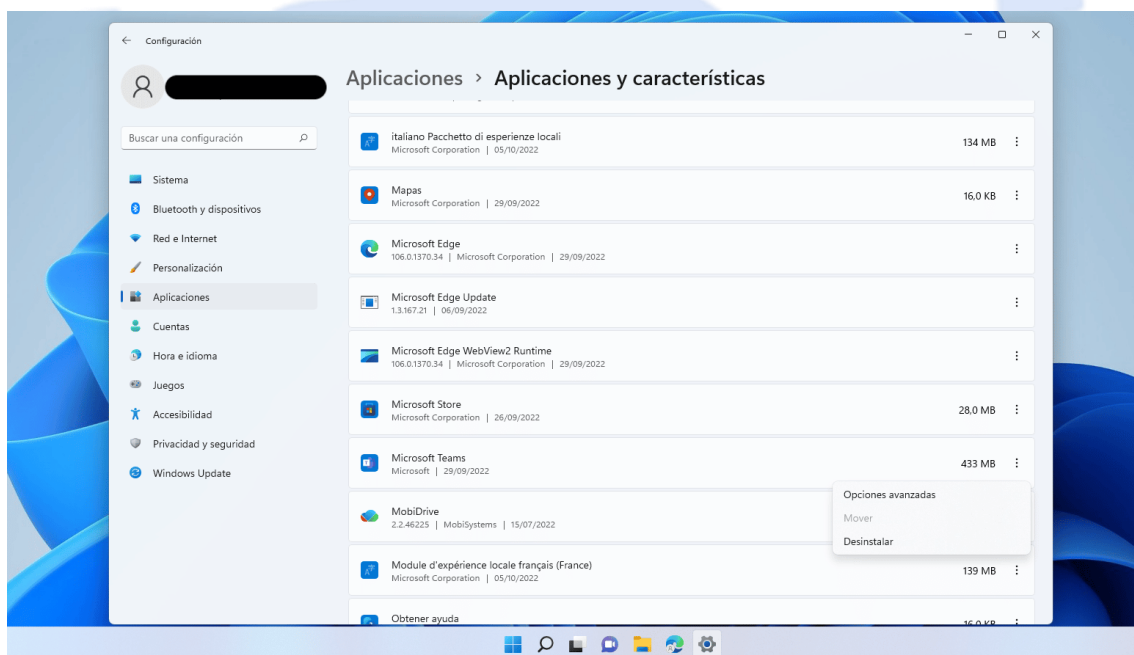 Configuración
Aplicaciones > Aplicaciones y características
Buscar una configuración
Sistema
Bluetooth y dispositivos
Red e Internet
Personalización
Aplicaciones
Cuentas
Hora e idioma
Juegos
Accesibilidad
Privacidad y seguridad
Windows Update
italiano Pacchetto di esperienze locali
Microsoft Corporation | 05/10/2022
134 MB
Mapas
Microsoft Corporation | 29/09/2022
16,0 KB
Microsoft Edge
106.0.1370.34 | Microsoft Corporation | 29/09/2022
Microsoft Edge Update
1.3.167.21 | 06/09/2022
Microsoft Edge WebView2 Runtime
106.0.1370.34 | Microsoft Corporation | 29/09/2022
Microsoft Store
Microsoft Corporation | 26/09/2022
28,0 MB
Microsoft Teams
Microsoft | 29/09/2022
433 MB
Opciones avanzadas
Mover
Desinstalar
MobiDrive
2.2.46225 | MobiSystems | 15/07/2022
Module d'expérience locale français (France)
Microsoft Corporation | 05/10/2022
139 MB
Obtener ayuda
16,0 KB